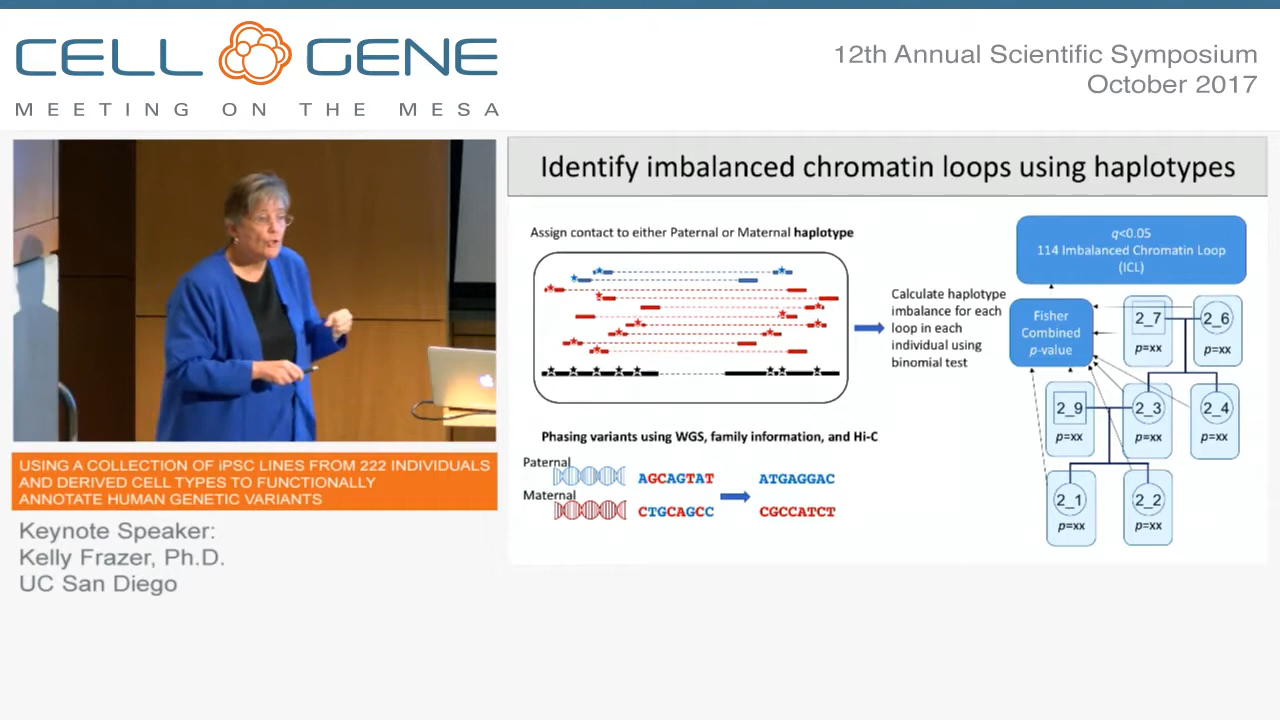 CELL GENE
MEETING ON THE MESA
12th Annual Scientific Symposium
October 2017
USING A COLLECTION OF iPSC LINES FROM 222 INDIVIDUALS
AND DERIVED CELL TYPES TO FUNCTIONALLY
ANNOTATE HUMAN GENETIC VARIANTS
Keynote Speaker:
Kelly Frazer, Ph.D.
UC San Diego
Identify imbalanced chromatin loops using haplotypes
Assign contact to either Paternal or Maternal haplotype
Calculate haplotype
imbalance for each
loop in each
individual using
binomial test
Phasing variants using WGS, family information, and Hi-C
Paternal
AGCAGTAT
ATGAGGAC
Maternal
CTGCAGCC
CGCCATCT
q<0.05
114 Imbalanced Chromatin Loop
(ICL)
Fisher
Combined
p-value
2_7
p=xx
2_6
p=xx
2_9
p=xx
2_3
p=xx
2_4
p=xx
2_1
p=xx
2_2
p=xx